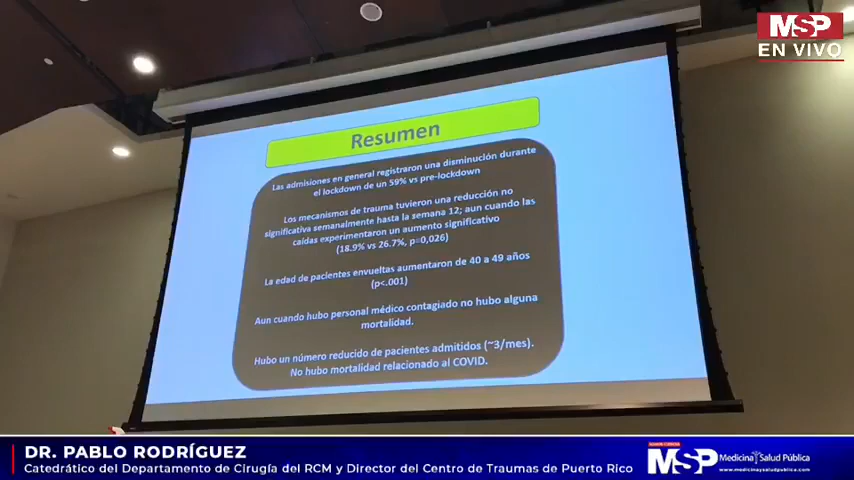 MSP
EN VIVO
Resumen
Las admisiones en general registraron una disminución durante
el lockdown de un 59% vs pre-lockdown
Los mecanismos de trauma tuvieron una reducción no
significativa semanalmente hasta la semana 12; aun cuando las
caídas experimentaron un aumento significativo
(18.9% vs 26.7%, p=0,026)
La edad de pacientes envueltas aumentaron de 40 a 49 años
(p<.001)
Aun cuando hubo personal médico contagiado no hubo alguna
mortalidad.
Hubo un número reducido de pacientes admitidos (~3/mes).
No hubo mortalidad relacionado al COVID.
DR. PABLO RODRÍGUEZ
Catedrático del Departamento de Cirugía del RCM y Director del Centro de Traumas de Puerto Rico
MSP Medicina Salud Pública
www.medicinaysaludpublica.com